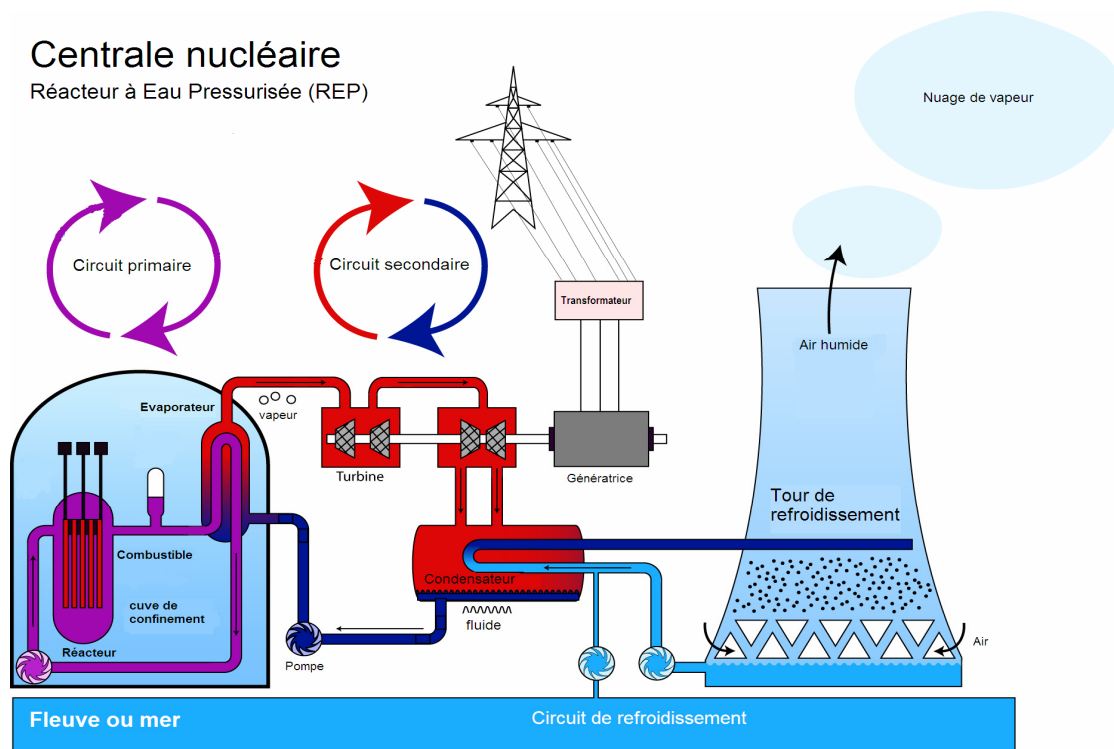 Centrale nucléaire
Réacteur à Eau Pressurisée (REP)
Nuage de vapeur
Circuit primaire
Circuit secondaire
Transformateur
Air humide
Evaporateur
vapeur
Turbine
Génératrice
Tour de
refroidissement
Combustible
Condensateur
cuve de
confinement
fluide
Réacteur
Pompe
Air
Fleuve ou mer
Circuit de refroidissement